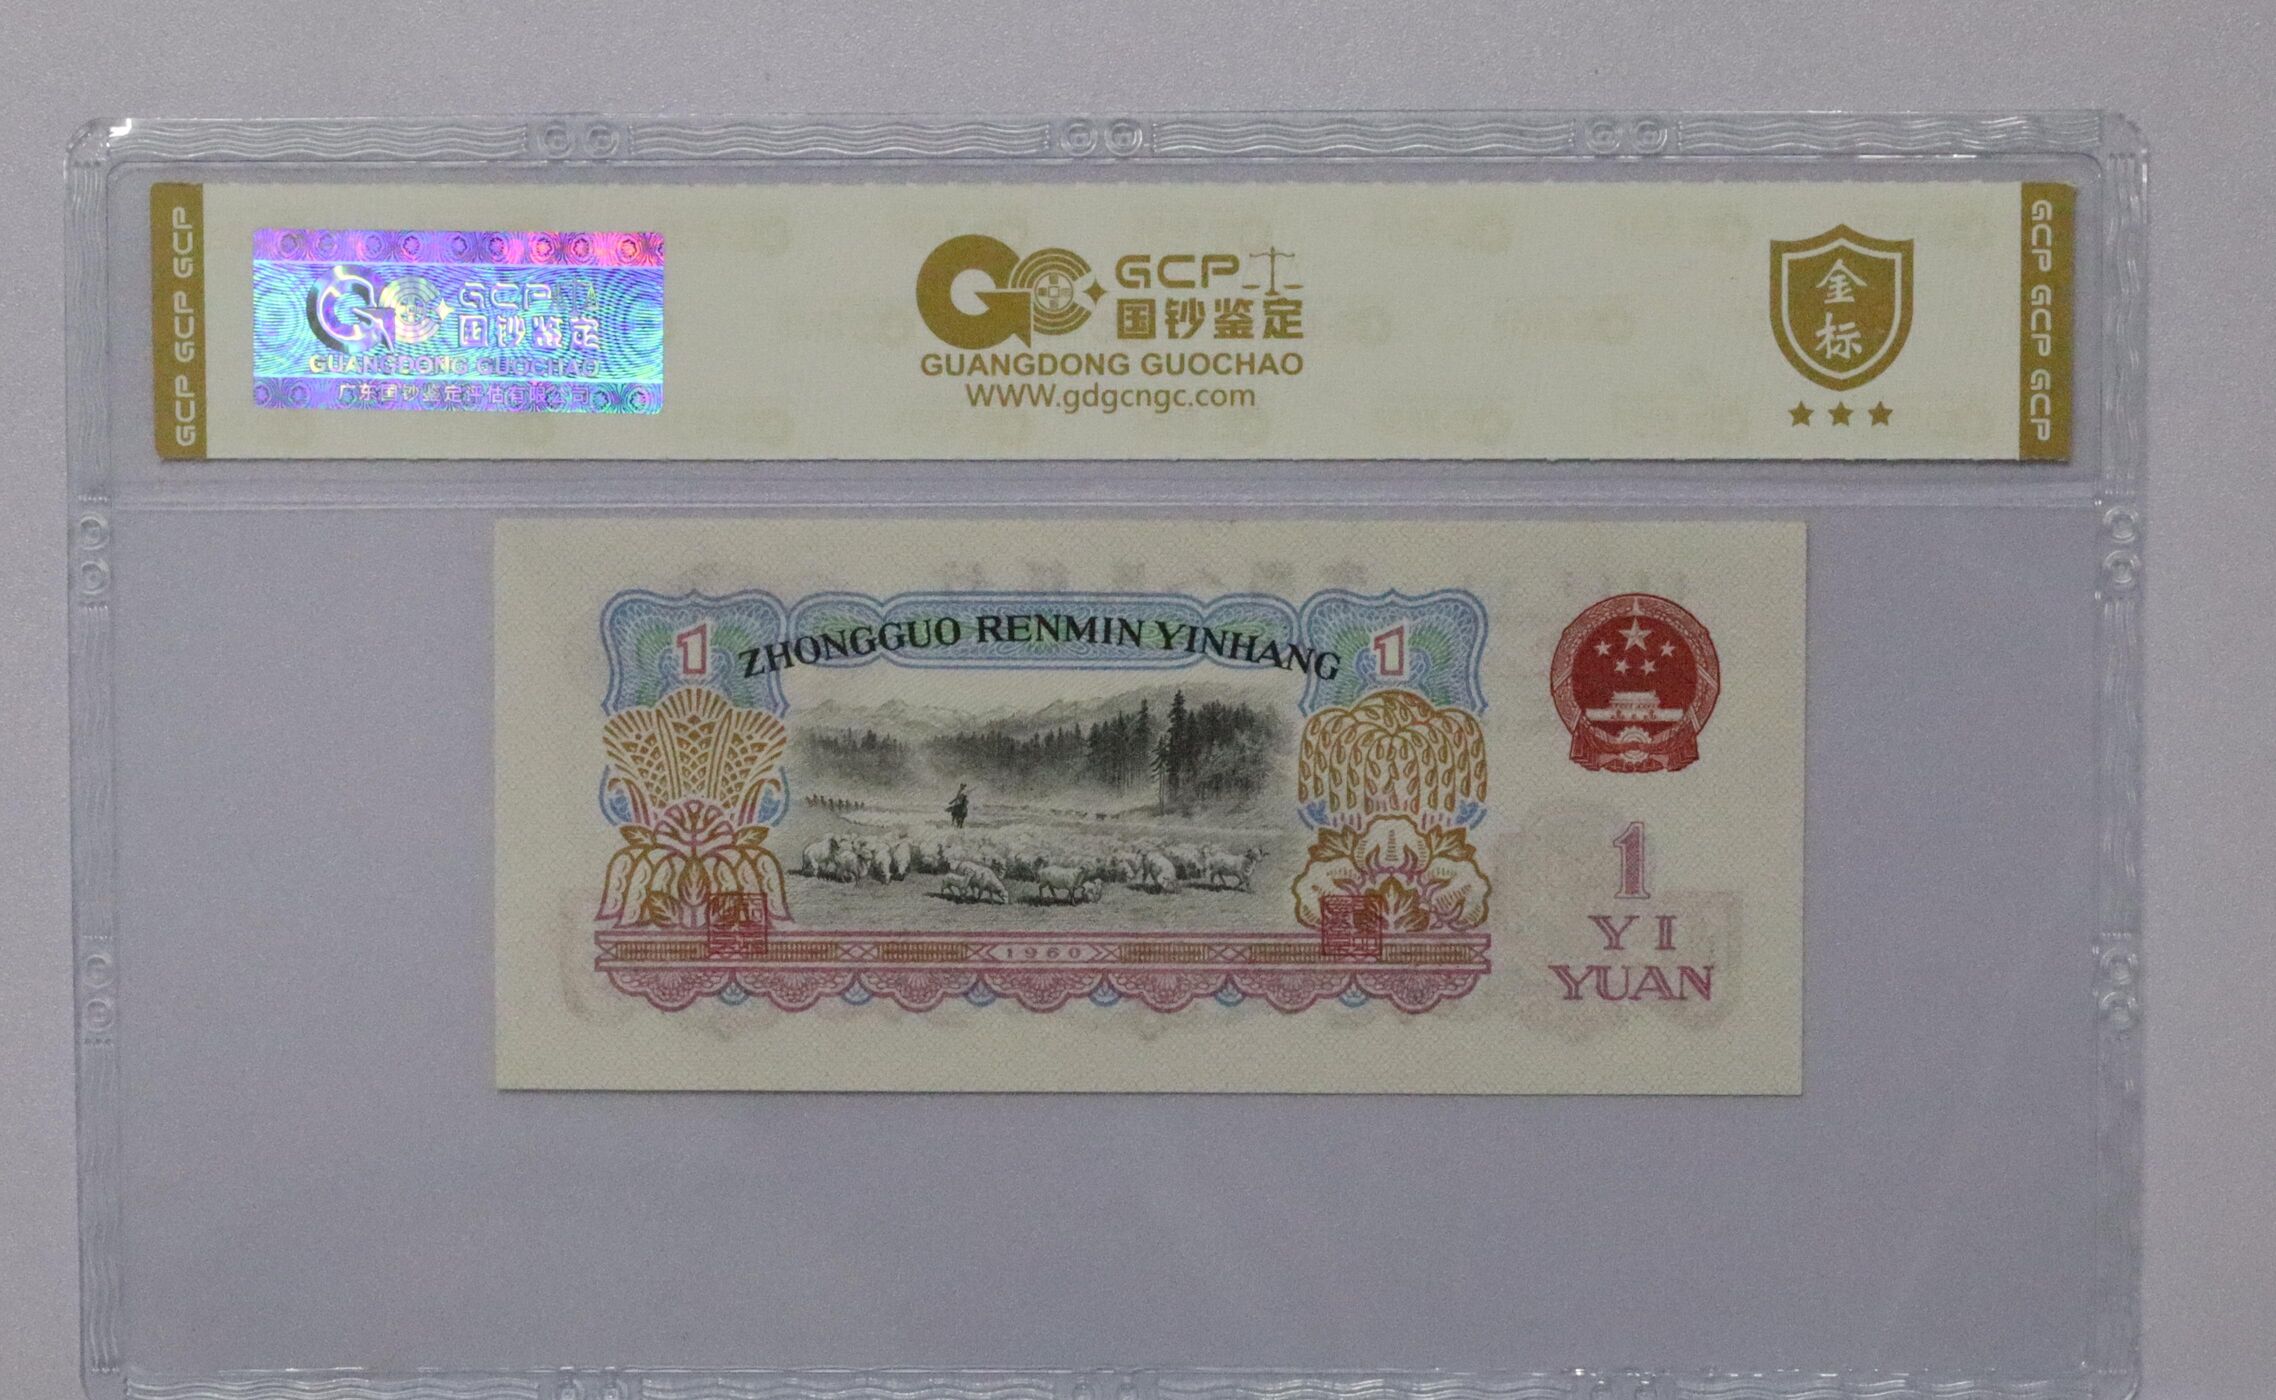 GCP GCP GCP
GCP
国钞鉴定
GUANGDONG GUOCHAO
广东国钞鉴定评估有限公司
GCP
国钞鉴定
GUANGDONG GUOCHAO
WWW.gdgcngc.com
金
标
GCP GCP GCP
1
ZHONGGUO RENMIN YINHANG
1
1960
1
YI
YUAN